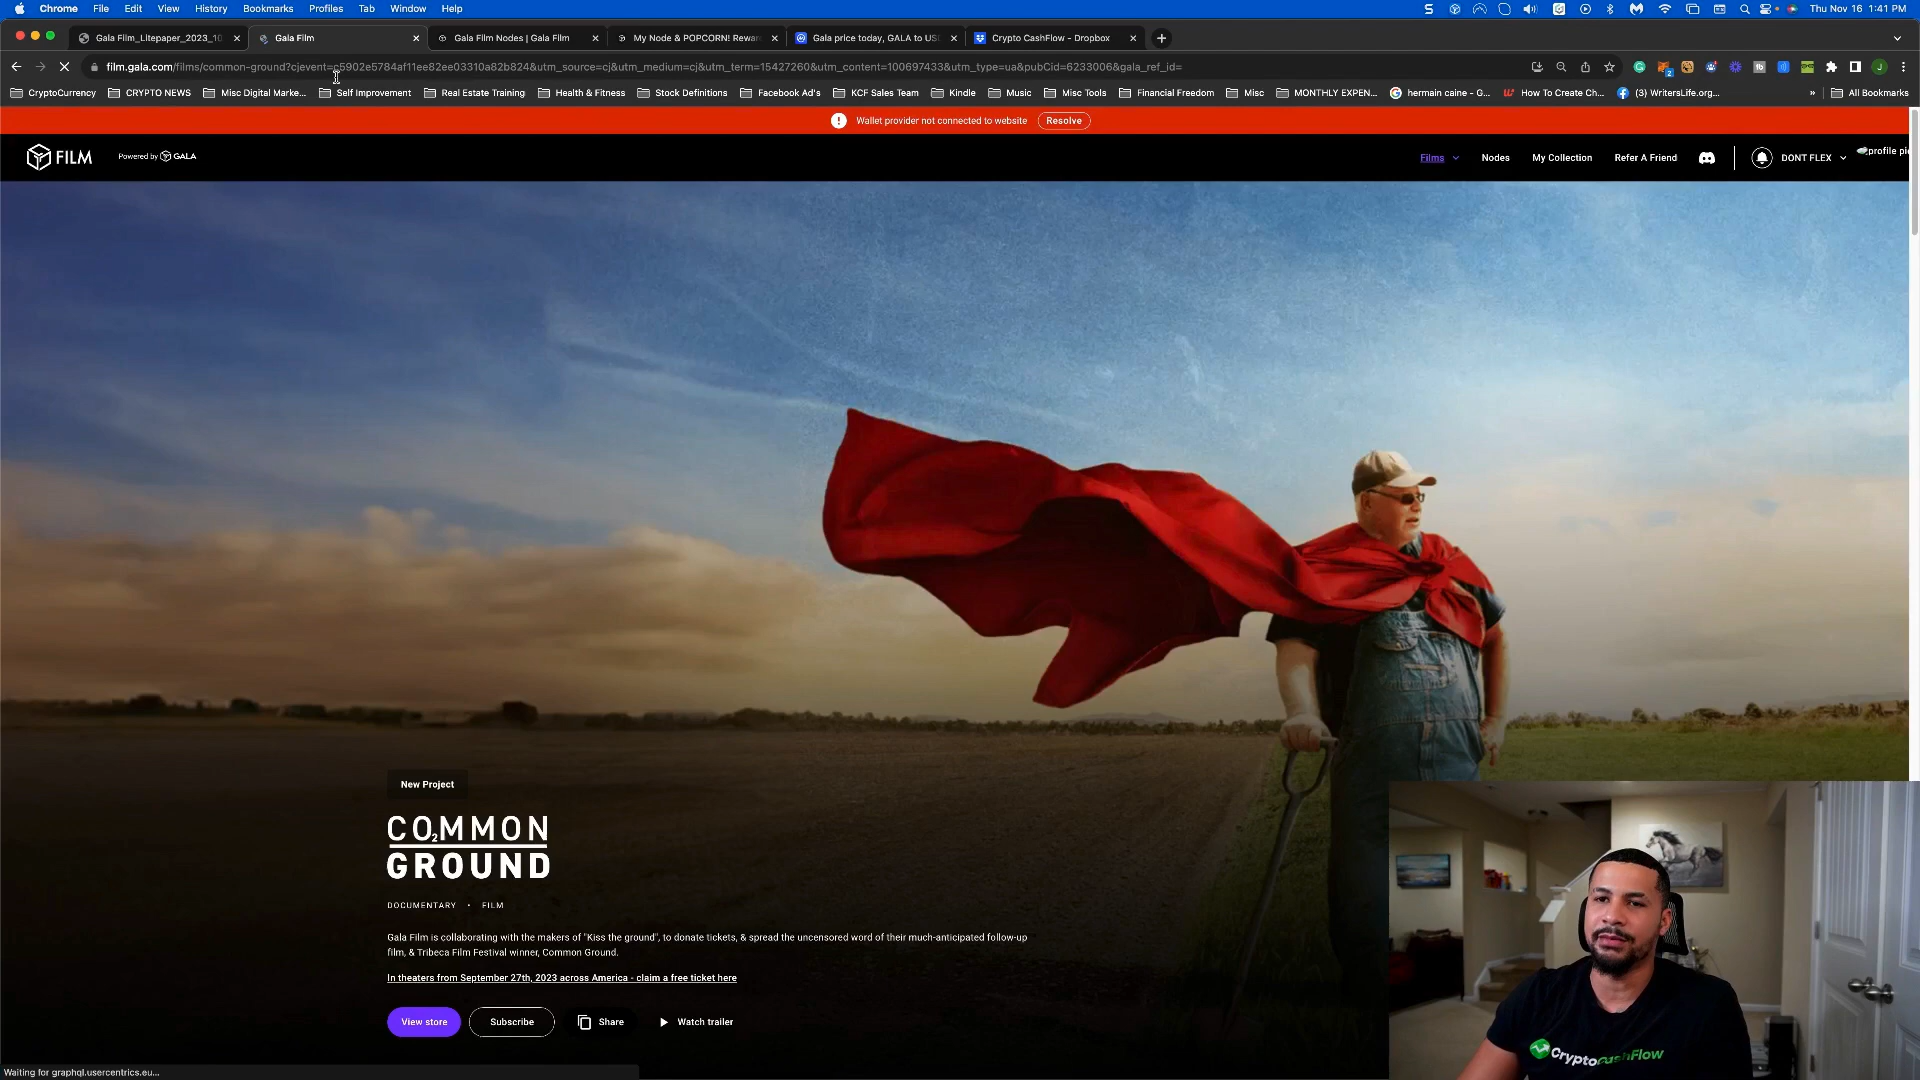 Chrome File Edit View History Bookmarks Profiles Tab Window Help Thu Nov 16 1:41 PM
Gala Film_Litepaper_2023_10 Gala Film Gala Film Nodes | Gala Film My Node & POPCORN! Rewar Gala price today, GALA to US Crypto CashFlow - Dropbox
film.gala.com/films/common-ground?cjevent=c5902e5784af11ee82ee03310a82b824&utm_source=cj&utm_medium=cj&utm_term=15427260&utm_content=100697433&utm_type=ua&pubCid=6233006&gala_ref_id=
CryptoCurrency CRYPTO NEWS Misc Digital Marke... Self Improvement Real Estate Training Health & Fitness Stock Definitions Facebook Ad's KCF Sales Team Kindle Music Misc Tools Financial Freedom Misc MONTHLY EXPEN... hermain caine - G... How To Create Ch... (3) WritersLife.org... » All Bookmarks
Wallet provider not connected to website Resolve
FILM Powered by GALA Films Nodes My Collection Refer A Friend DONT FLEX profile pi
New Project
CO2MMON
GROUND
DOCUMENTARY • FILM
Gala Film is collaborating with the makers of "Kiss the ground", to donate tickets, & spread the uncensored word of their much-anticipated follow-up
film, & Tribeca Film Festival winner, Common Ground.
In theaters from September 27th, 2023 across America - claim a free ticket here
View store Subscribe Share Watch trailer
CryptoCashFlow
Waiting for graphql.usercentrics.eu...